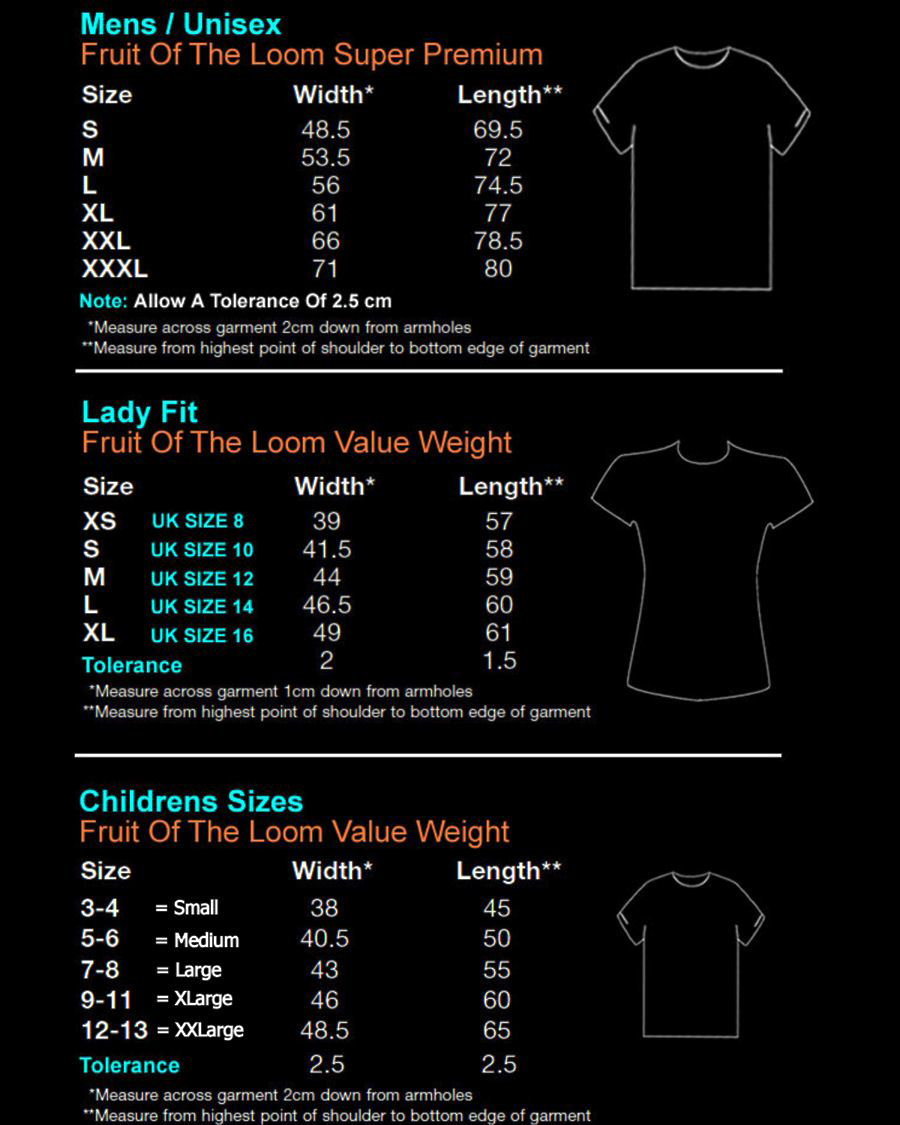 Mens / Unisex
Fruit Of The Loom Super Premium
Size Width* Length**
S 48.5 69.5
M 53.5 72
L 56 74.5
XL 61 77
XXL 66 78.5
XXXL 71 80
Note: Allow A Tolerance Of 2.5 cm
*Measure across garment 2cm down from armholes
**Measure from highest point of shoulder to bottom edge of garment
Lady Fit
Fruit Of The Loom Value Weight
Size Width* Length**
XS UK SIZE 8 39 57
S UK SIZE 10 41.5 58
M UK SIZE 12 44 59
L UK SIZE 14 46.5 60
XL UK SIZE 16 49 61
Tolerance 2 1.5
*Measure across garment 1cm down from armholes
**Measure from highest point of shoulder to bottom edge of garment
Childrens Sizes
Fruit Of The Loom Value Weight
Size Width* Length**
3-4 = Small 38 45
5-6 = Medium 40.5 50
7-8 = Large 43 55
9-11 = XLarge 46 60
12-13 = XXLarge 48.5 65
Tolerance 2.5 2.5
*Measure across garment 2cm down from armholes
**Measure from highest point of shoulder to bottom edge of garment